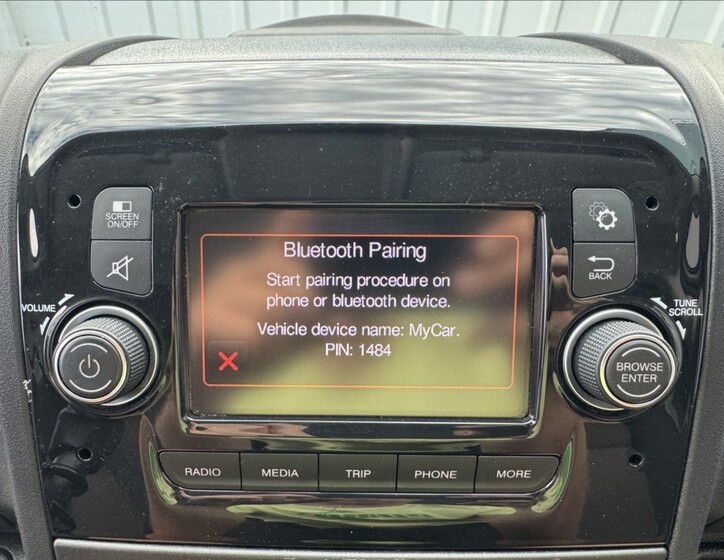 SCREEN
ON/OFF
VOLUME
Bluetooth Pairing
Start pairing procedure on
phone or bluetooth device.
Vehicle device name: MyCar.
PIN: 1484
BACK
TUNE
SCROLL
BROWSE
ENTER
RADIO
MEDIA
TRIP
PHONE
MORE